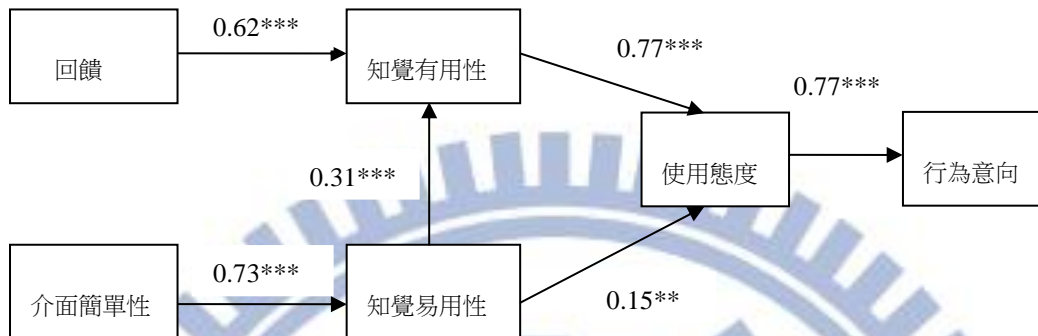 0.62***
0.77***
回饋
知覺有用性
0.77***
0.31***
使用態度
行為意向
0.73***
介面簡單性
知覺易用性
0.15**